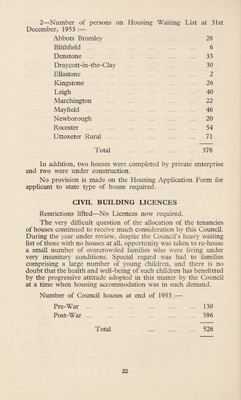 2—Number of persons on Housing Waiting List at 31st
December, 1953 :—
Abbots Bromley ... ... ... ... 28
Blithfield ... ... ... ... 6
Denstone ... ... ... ... 33
Draycott-in-the-Clay ... ... ... ... 30
Ellastone ... ... ... ... 2
Kingstone ... ... ... ... 26
Leigh ... ... ... ... 40
Marchington ... ... ... ... 22
Mayfield ... ... ... ... 46
Newborough ... ... ... ... 20
Rocester ... ... ... ... 54
Uttoxeter Rural ... ... ... ... 71
Total 378
In addition, two houses were completed by private enterprise
and two were under construction.
No provision is made on the Housing Application Form for
applicant to state type of house required.
CIVIL BUILDING LICENCES
Restrictions lifted—No Licences now required.
The very difficult question of the allocation of the tenancies
of houses continued to receive much consideration by this Council.
During the year under review, despite the Council's heavy waiting
list of those with no houses at all, opportunity was taken to re-house
a small number of overcrowded families who were living under
very insanitary conditions. Special regard was had to families
comprising a large number of young children, and there is no
doubt that the health and well-being of such children has benefitted
by the progressive attitude adopted in this matter by the Council
at a time when housing accommodation was in such demand.
Number of Council houses at end of 1953 :—
Pre-War ... ... ... ... 130
Post-War ... ... ... ... 396
Total ... ... ... 526
22